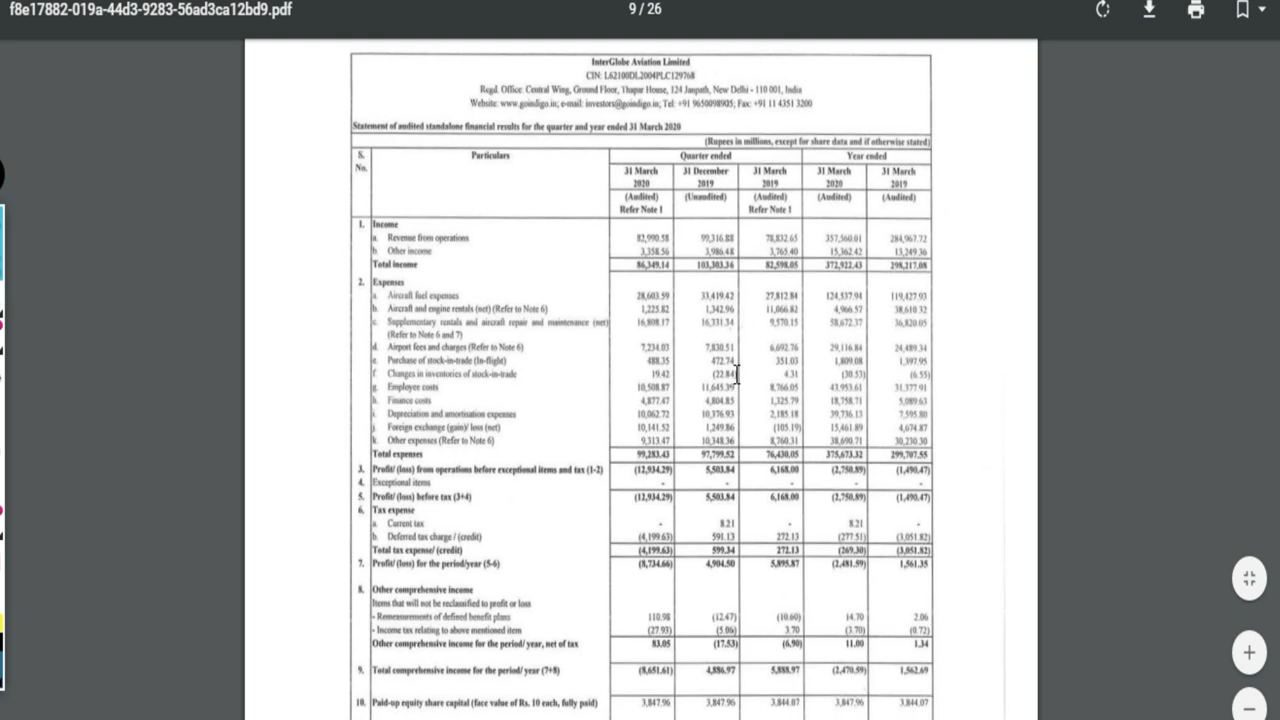 f8e17882-019a-44d3-9283-56ad3ca12bd9.pdf 9 / 26
InterGlobe Aviation Limited
CIN: L62100DL2004PLC129768
Regd. Office: Central Wing, Ground Floor, Thapar House, 124 Janpath, New Delhi - 110 001, India
Website: www.goindigo.in; e-mail: investors@goindigo.in; Tel: +91 9650098905; Fax: +91 11 4351 3200
Statement of audited standalone financial results for the quarter and year ended 31 March 2020
(Rupees in millions, except for share data and if otherwise stated)
S. No. Particulars Quarter ended Year ended
31 March 2020 31 December 2019 31 March 2019 31 March 2020 31 March 2019
(Audited) (Unaudited) (Audited) (Audited) (Audited)
Refer Note 1 Refer Note 1
1. Income
a. Revenue from operations 82,990.58 99,316.88 78,832.65 357,560.01 284,967.72
b. Other income 3,358.56 3,986.48 3,765.40 15,362.42 13,249.36
Total income 86,349.14 103,303.36 82,598.05 372,922.43 298,217.08
2. Expenses
a. Aircraft fuel expenses 28,603.59 33,419.42 27,812.84 124,537.94 119,427.93
b. Aircraft and engine rentals (net) (Refer to Note 6) 1,225.82 1,342.96 11,066.82 4,966.57 38,610.32
c. Supplementary rentals and aircraft repair and maintenance (net) 16,808.17 16,331.34 9,570.15 58,672.37 36,820.05
(Refer to Note 6 and 7)
d. Airport fees and charges (Refer to Note 6) 7,234.03 7,830.51 6,692.76 29,116.84 24,489.34
e. Purchase of stock-in-trade (In-flight) 488.35 472.74 351.03 1,809.08 1,397.95
f. Changes in inventories of stock-in-trade 19.42 (22.84) 4.31 (30.53) (6.55)
g. Employee costs 10,508.87 11,645.39 8,766.05 43,953.61 31,377.91
h. Finance costs 4,877.47 4,804.85 1,325.79 18,758.71 5,089.63
i. Depreciation and amortisation expenses 10,062.72 10,376.93 2,185.18 39,736.13 7,595.80
j. Foreign exchange (gain)/ loss (net) 10,141.52 1,249.86 (105.19) 15,461.89 4,674.87
k. Other expenses (Refer to Note 6) 9,313.47 10,348.36 8,760.31 38,690.71 30,230.30
Total expenses 99,283.43 97,799.52 76,430.05 375,673.32 299,707.55
3. Profit/ (loss) from operations before exceptional items and tax (1-2) (12,934.29) 5,503.84 6,168.00 (2,750.89) (1,490.47)
4. Exceptional items - - - - -
5. Profit/ (loss) before tax (3+4) (12,934.29) 5,503.84 6,168.00 (2,750.89) (1,490.47)
6. Tax expense
a. Current tax - 8.21 - 8.21 -
b. Deferred tax charge / (credit) (4,199.63) 591.13 272.13 (277.51) (3,051.82)
Total tax expense/ (credit) (4,199.63) 599.34 272.13 (269.30) (3,051.82)
7. Profit/ (loss) for the period/year (5-6) (8,734.66) 4,904.50 5,895.87 (2,481.59) 1,561.35
8. Other comprehensive income
Items that will not be reclassified to profit or loss
- Remeasurements of defined benefit plans 110.98 (12.47) (10.60) 14.70 2.06
- Income tax relating to above mentioned item (27.93) (5.06) 3.70 (3.70) (0.72)
Other comprehensive income for the period/ year, net of tax 83.05 (17.53) (6.90) 11.00 1.34
9. Total comprehensive income for the period/ year (7+8) (8,651.61) 4,886.97 5,888.97 (2,470.59) 1,562.69
10. Paid-up equity share capital (face value of Rs. 10 each, fully paid) 3,847.96 3,847.96 3,844.07 3,847.96 3,844.07